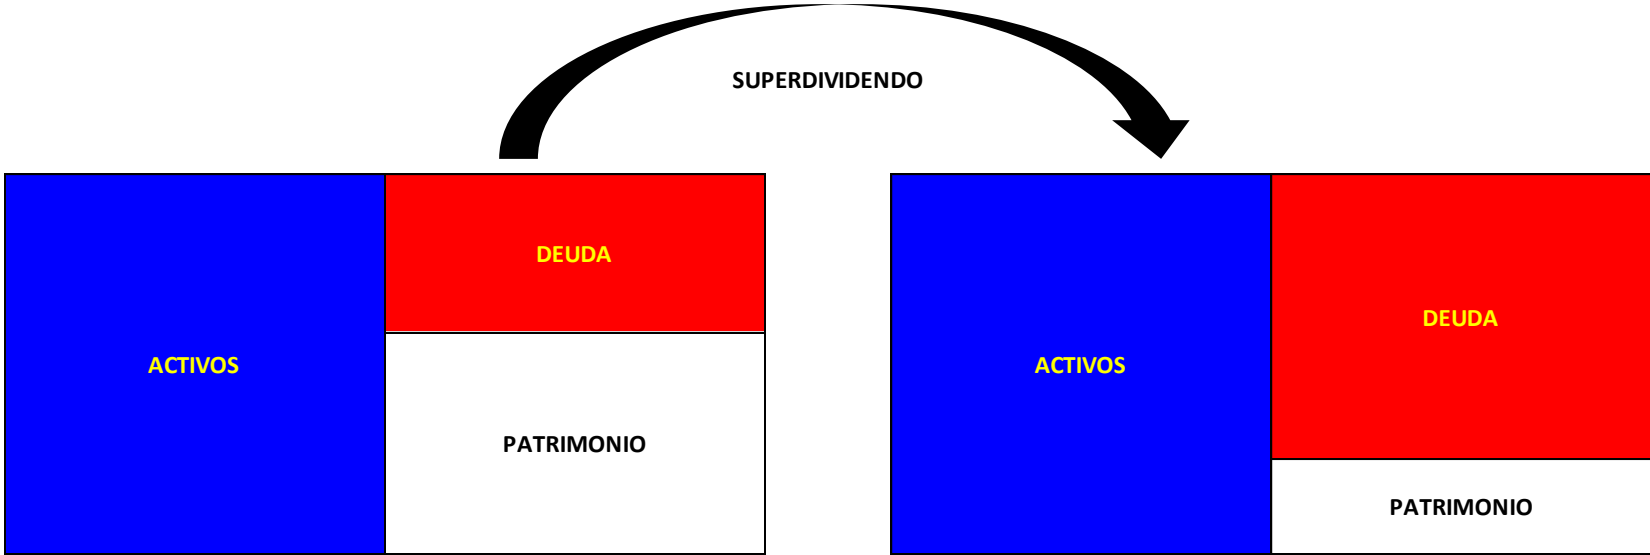 SUPERDIVIDENDO
DEUDA
ACTIVOS
PATRIMONIO
DEUDA
ACTIVOS
PATRIMONIO